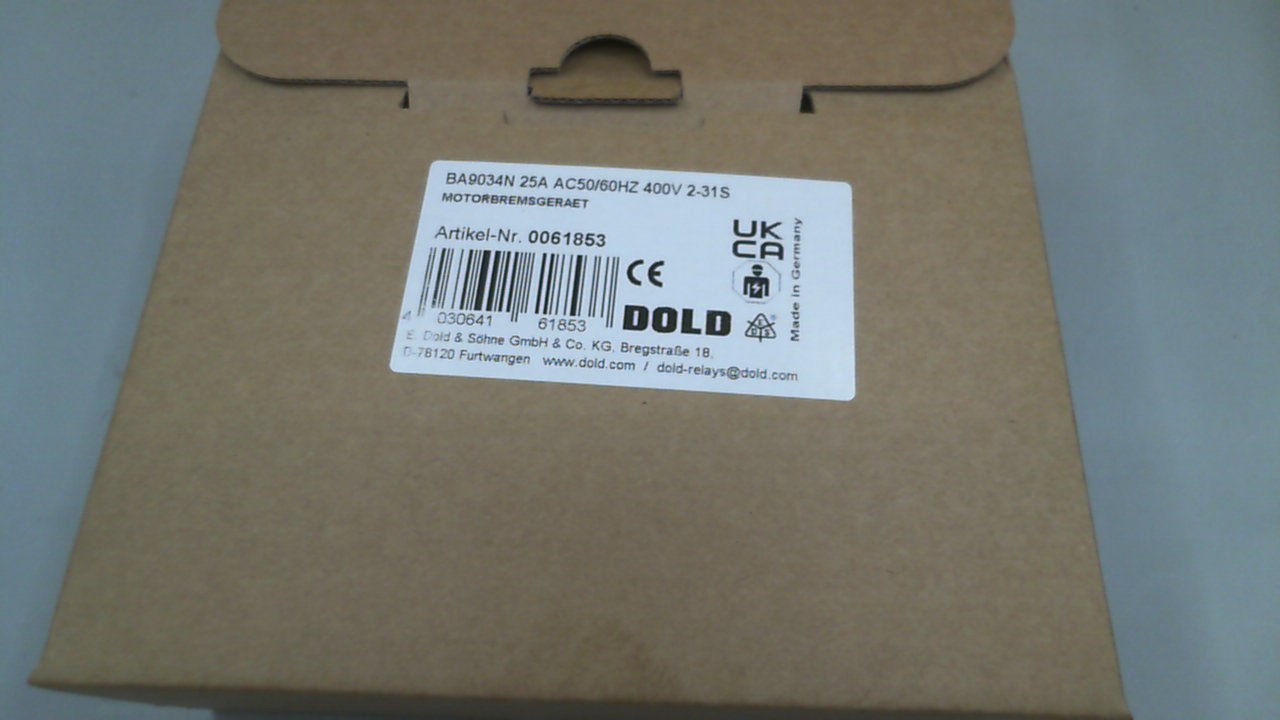 BA9034N 25A AC50/60HZ 400V 2-31S
MOTORBREMSGERAET
Artikel-Nr. 0061853
UK
CA
CE
Made in Germany
4 030641 61853
DOLD
E. Dold & Söhne GmbH & Co. KG, Bregstraße 18,
D-78120 Furtwangen www.dold.com / dold-relays@dold.com